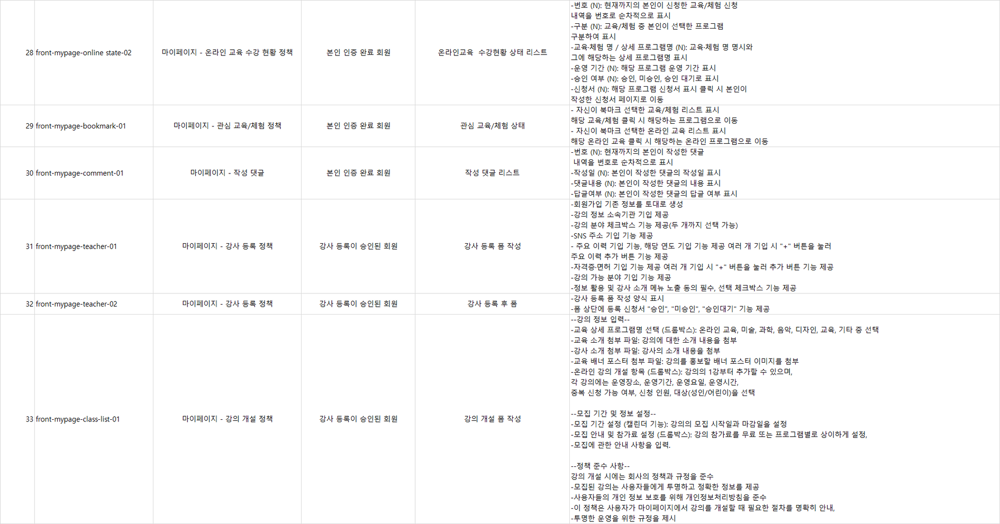 28 front-mypage-online state-02
마이페이지 - 온라인 교육 수강 현황 정책
본인 인증 완료 회원
온라인교육  수강현황 상태 리스트
-번호 (N): 현재까지의 본인이 신청한 교육/체험 신청
내역을 번호로 순차적으로 표시
-구분 (N): 교육/체험 중 본인이 선택한 프로그램
구분하여 표시
-교육·체험 명 / 상세 프로그램명 (N): 교육·체험 명 명시와
그에 해당하는 상세 프로그램명 표시
-운영 기간 (N): 해당 프로그램 운영 기간 표시
-승인 여부 (N): 승인, 미승인, 승인 대기로 표시
-신청서 (N): 해당 프로그램 신청서 표시 클릭 시 본인이
작성한 신청서 페이지로 이동
29 front-mypage-bookmark-01
마이페이지 - 관심 교육/체험 정책
본인 인증 완료 회원
관심 교육/체험 상태
- 자신이 북마크 선택한 교육/체험 리스트 표시
해당 교육/체험 클릭 시 해당하는 프로그램으로 이동
- 자신이 북마크 선택한 온라인 교육 리스트 표시
해당 온라인 교육 클릭 시 해당하는 온라인 프로그램으로 이동
30 front-mypage-comment-01
마이페이지 - 작성 댓글
본인 인증 완료 회원
작성 댓글 리스트
-번호 (N): 현재까지의 본인이 작성한 댓글
내역을 번호로 순차적으로 표시
-작성일 (N): 본인이 작성한 댓글의 작성일 표시
-댓글내용 (N): 본인이 작성한 댓글의 내용 표시
-답글여부 (N): 본인이 작성한 댓글의 답글 여부 표시
31 front-mypage-teacher-01
마이페이지 - 강사 등록 정책
강사 등록이 승인된 회원
강사 등록 폼 작성
-회원가입 기존 정보를 토대로 생성
-강의 정보 소속기관 기입 제공
-강의 분야 체크박스 기능 제공(두 개까지 선택 가능)
-SNS 주소 기입 기능 제공
- 주요 이력 기입 기능, 해당 연도 기입 기능 제공 여러 개 기입 시 "+" 버튼을 눌러
주요 이력 추가 버튼 기능 제공
-자격증·면허 기입 기능 제공 여러 개 기입 시 "+" 버튼을 눌러 추가 버튼 기능 제공
-강의 가능 분야 기입 기능 제공
-정보 활용 및 강사 소개 메뉴 노출 동의 필수, 선택 체크박스 기능 제공
32 front-mypage-teacher-02
마이페이지 - 강사 등록 정책
강사 등록이 승인된 회원
강사 등록 후 폼
-강사 등록 폼 작성 양식 표시
-폼 상단에 등록 신청서 "승인", "미승인", "승인대기" 기능 제공
33 front-mypage-class-list-01
마이페이지 - 강의 개설 정책
강사 등록이 승인된 회원
강의 개설 폼 작성
--강의 정보 입력--
-교육 상세 프로그램명 선택 (드롭박스): 온라인 교육, 미술, 과학, 음악, 디자인, 교육, 기타 중 선택
-교육 소개 첨부 파일: 강의에 대한 소개 내용을 첨부
-강사 소개 첨부 파일: 강사의 소개 내용을 첨부
-교육 배너 포스터 첨부 파일: 강의를 홍보할 배너 포스터 이미지를 첨부
-온라인 강의 개설 항목 (드롭박스): 강의의 1강부터 추가할 수 있으며,
각 강의에는 운영장소, 운영기간, 운영요일, 운영시간,
중복 신청 가능 여부, 신청 인원, 대상(성인/어린이)을 선택
--모집 기간 및 정보 설정--
-모집 기간 설정 (캘린더 기능): 강의의 모집 시작일과 마감일을 설정
-모집 안내 및 참가료 설정 (드롭박스): 강의 참가료를 무료 또는 프로그램별로 상이하게 설정,
-모집에 관한 안내 사항을 입력.
--정책 준수 사항--
강의 개설 시에는 회사의 정책과 규정을 준수
-모집된 강의는 사용자들에게 투명하고 정확한 정보를 제공
-사용자들의 개인 정보 보호를 위해 개인정보처리방침을 준수
-이 정책은 사용자가 마이페이지에서 강의를 개설할 때 필요한 절차를 명확히 안내,
-투명한 운영을 위한 규정을 제시